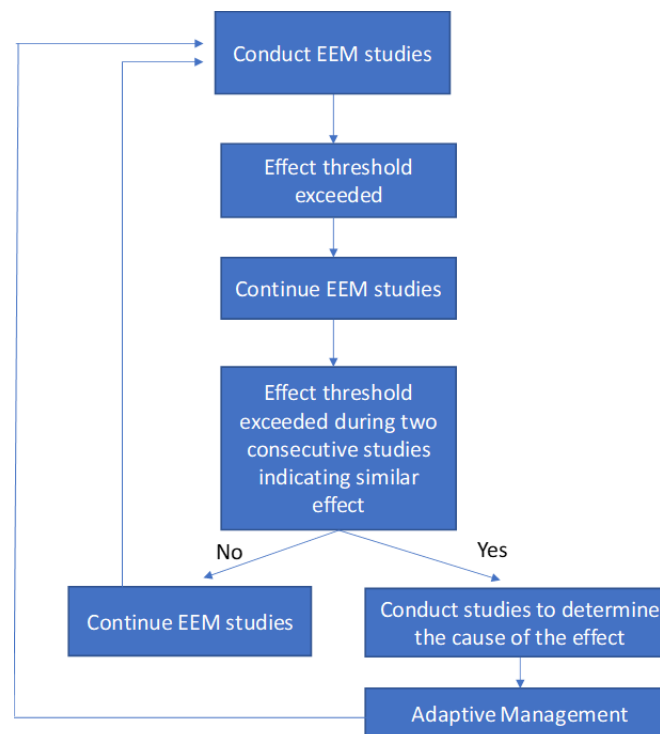 Conduct EEM studies
Effect threshold
exceeded
Continue EEM studies
Effect threshold
exceeded during two
consecutive studies
indicating similar
effect
No
Yes
Continue EEM studies
Conduct studies to determine
the cause of the effect
Adaptive Management